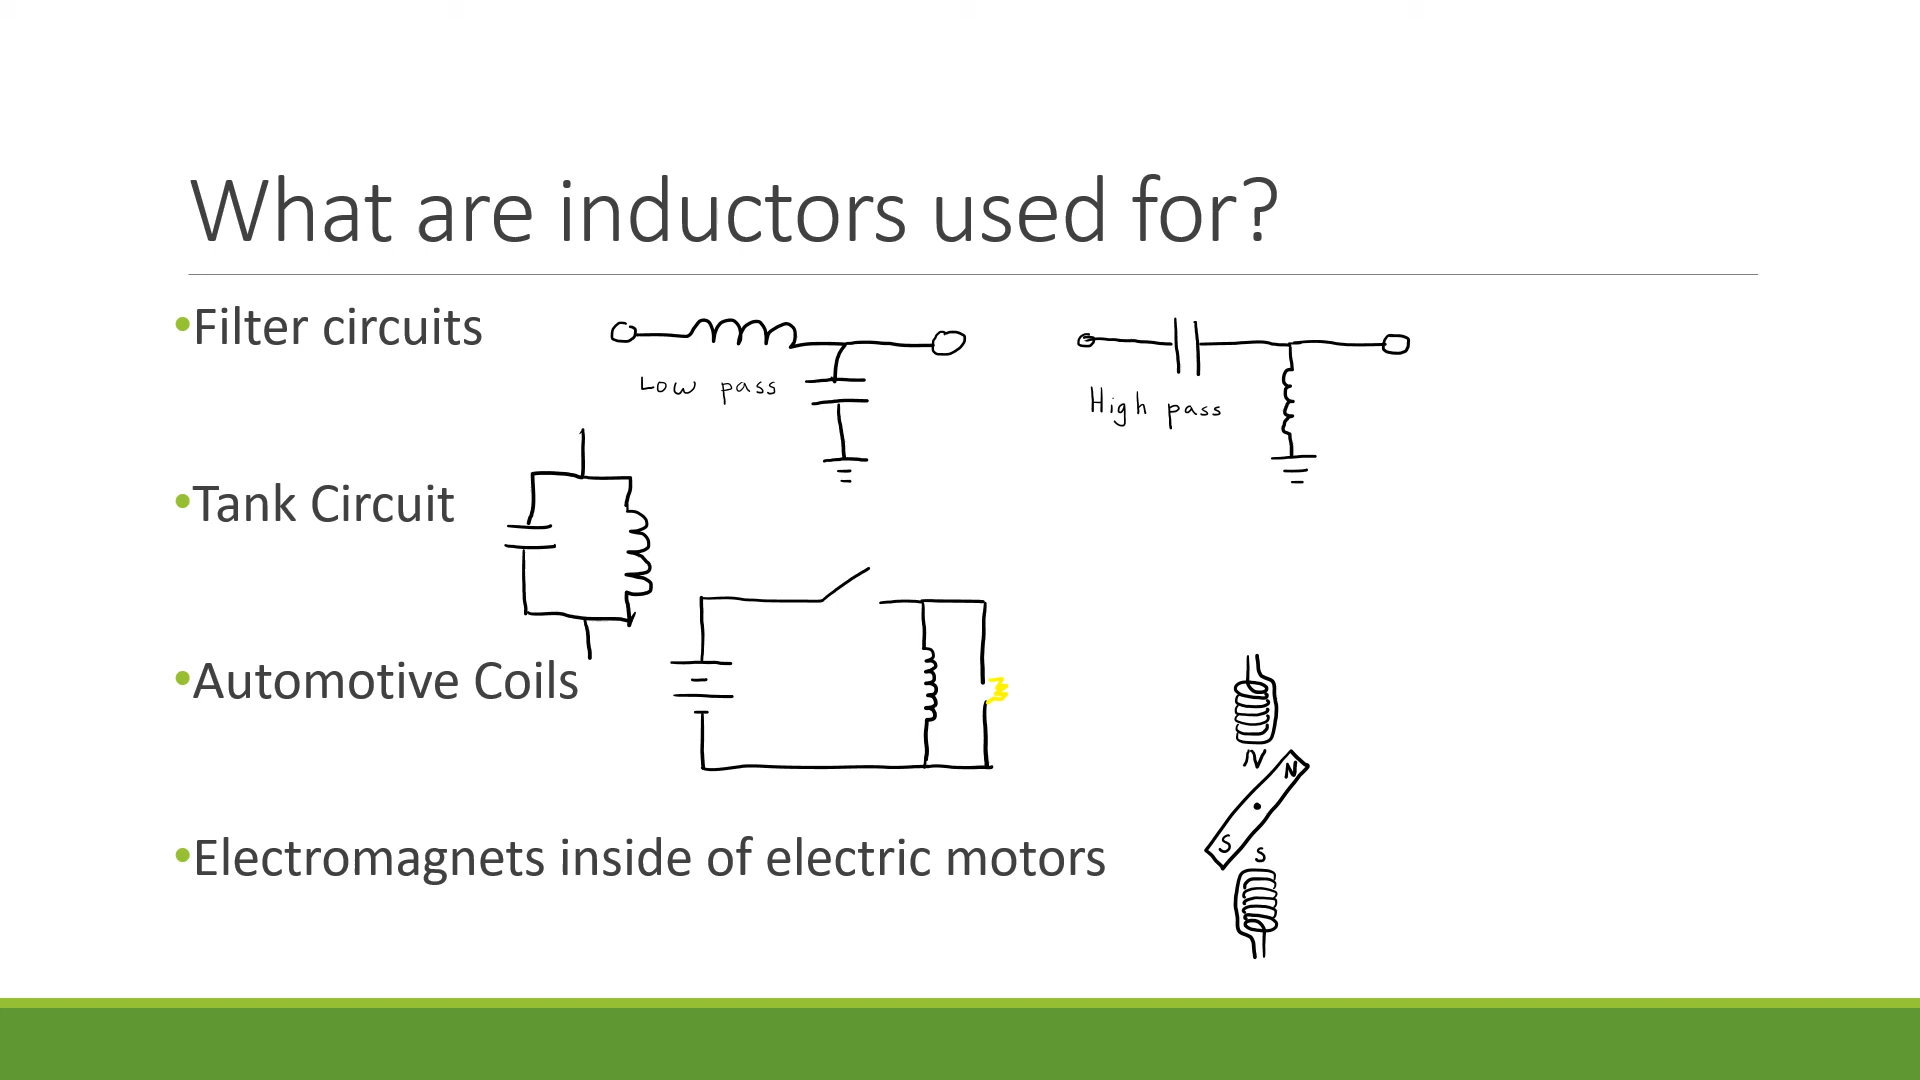 What are inductors used for?
•Filter circuits
Low pass
High pass
•Tank Circuit
•Automotive Coils
N
N
S
S
•Electromagnets inside of electric motors